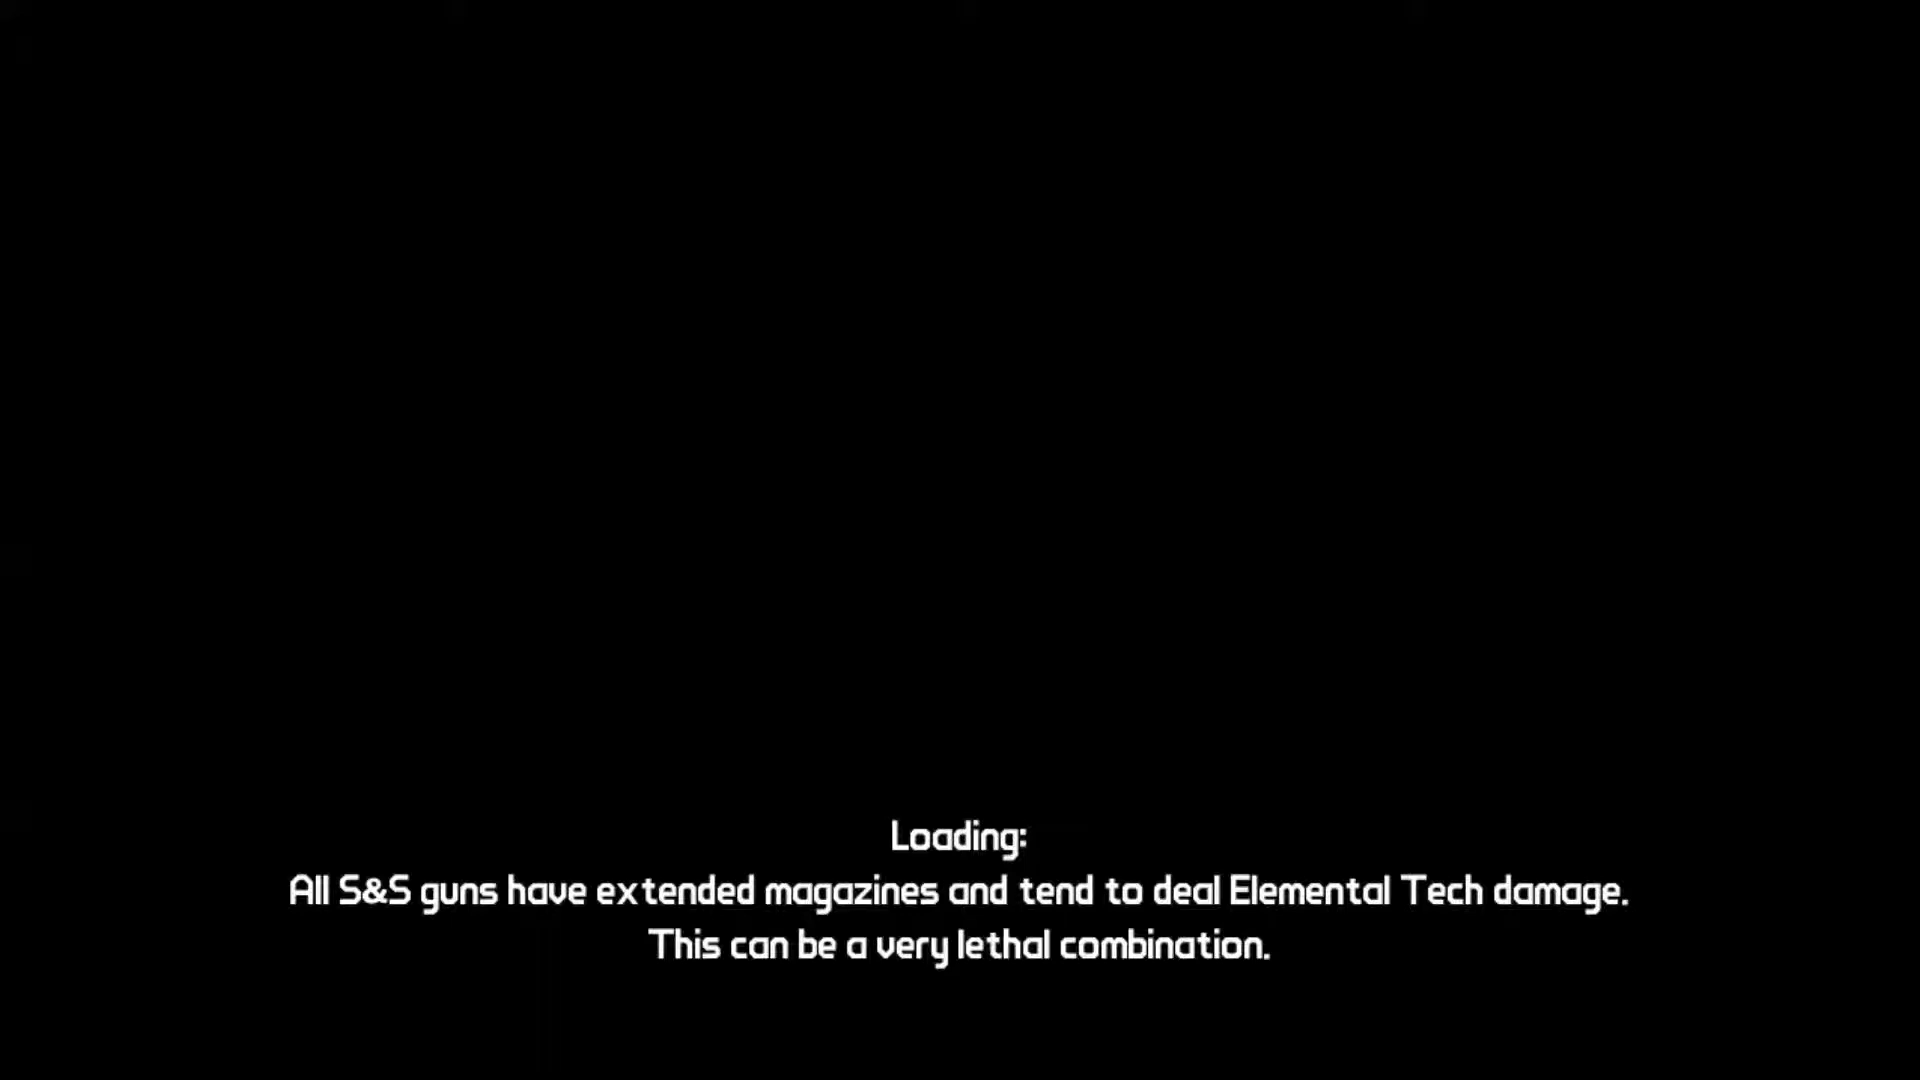 Loading:
All S&S guns have extended magazines and tend to deal Elemental Tech damage.
This can be a very lethal combination.